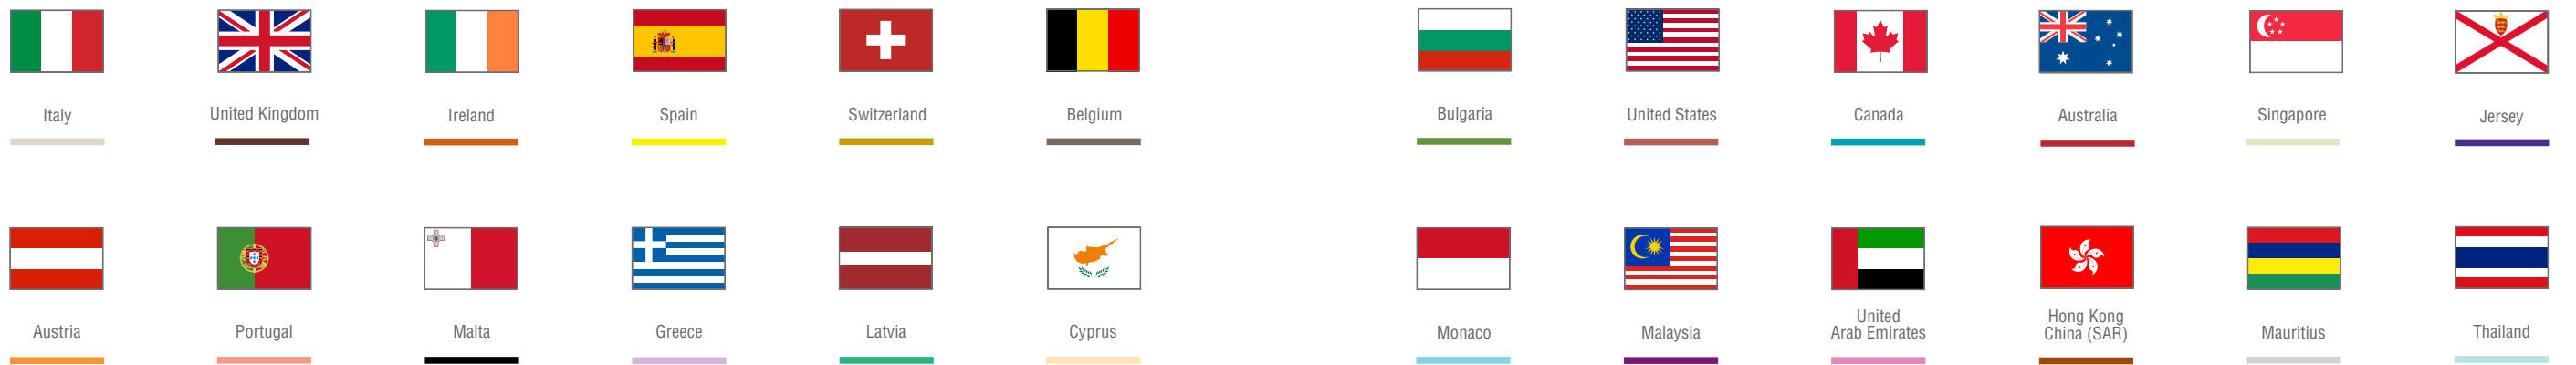 Italy
United Kingdom
Ireland
Spain
Switzerland
Belgium
Bulgaria
United States
Canada
Australia
Singapore
Jersey
Austria
Portugal
Malta
Greece
Latvia
Cyprus
Monaco
Malaysia
United
Arab Emirates
Hong Kong
China (SAR)
Mauritius
Thailand